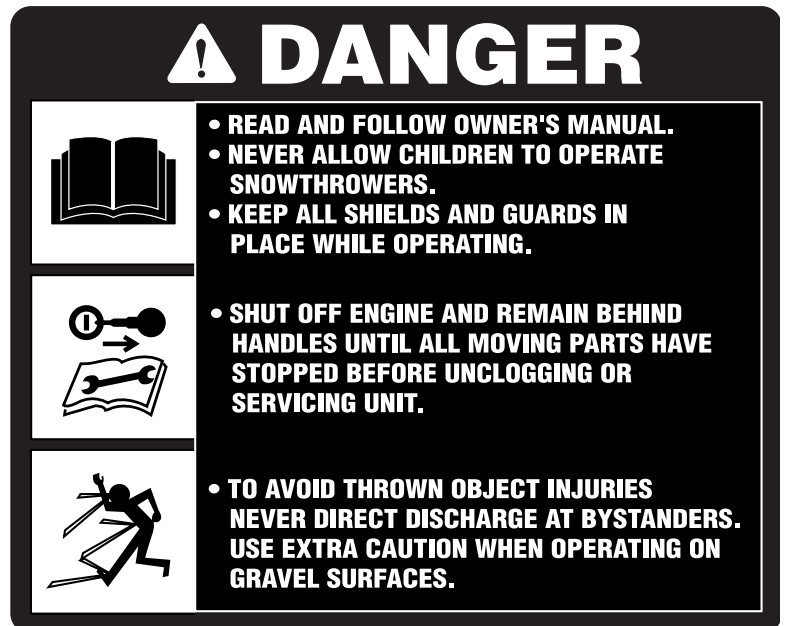 DANGER
• READ AND FOLLOW OWNER'S MANUAL.
• NEVER ALLOW CHILDREN TO OPERATE
SNOWTHROWERS.
• KEEP ALL SHIELDS AND GUARDS IN
PLACE WHILE OPERATING.
• SHUT OFF ENGINE AND REMAIN BEHIND
HANDLES UNTIL ALL MOVING PARTS HAVE
STOPPED BEFORE UNCLOGGING OR
SERVICING UNIT.
• TO AVOID THROWN OBJECT INJURIES
NEVER DIRECT DISCHARGE AT BYSTANDERS.
USE EXTRA CAUTION WHEN OPERATING ON
GRAVEL SURFACES.